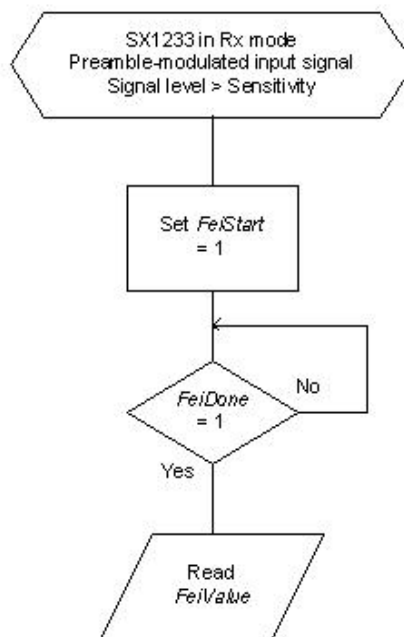 SX1233 in Rx mode
Preamble-modulated input signal
Signal level > Sensitivity
Set FeiStart
= 1
FeiDone
= 1
No
Yes
Read
FeiValue